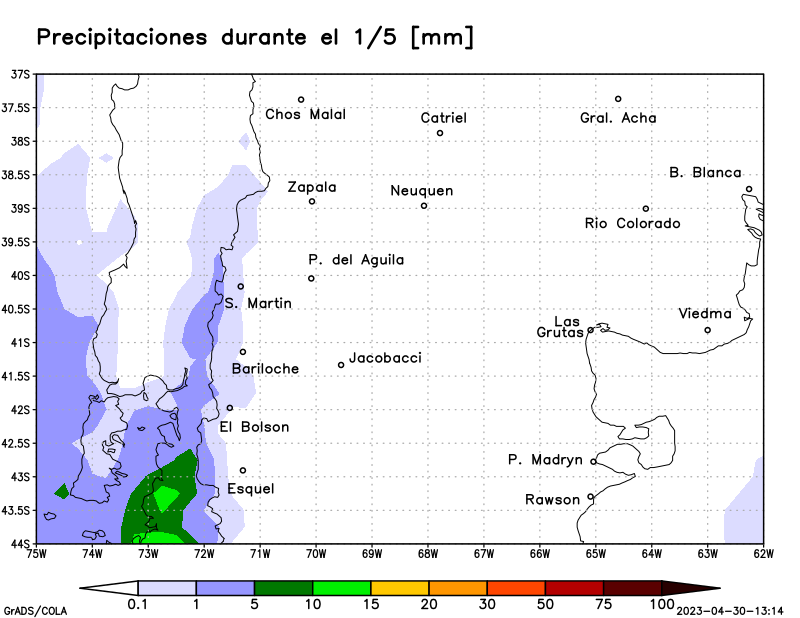 Precipitaciones durante el 1/5 [mm]
37S
37.5S
Chos Malal
Catriel
Gral. Acha
38S
38.5S
B. Blanca
Zapala
Neuquen
39S
Rio Colorado
39.5S
P. del Aguila
40S
S. Martin
40.5S
Las
Grutas
Viedma
41S
Bariloche
Jacobacci
41.5S
42S
El Bolson
42.5S
P. Madryn
43S
Esquel
Rawson
43.5S
44S
75W 74W 73W 72W 71W 70W 69W 68W 67W 66W 65W 64W 63W 62W
0.1 1 5 10 15 20 30 50 75 100
GrADS/COLA
2023-04-30-13:14